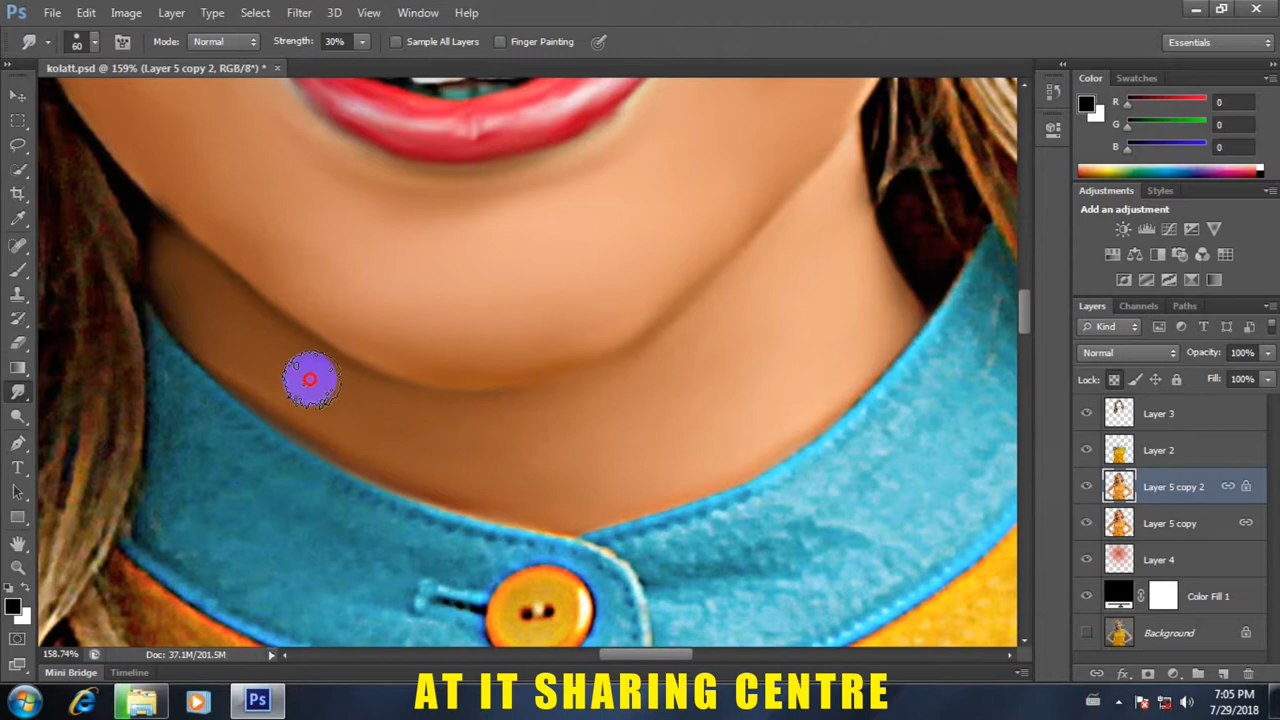 Ps File Edit Image Layer Type Select Filter 3D View Window Help
60 Mode: Normal Strength: 30% Sample All Layers Finger Painting Essentials
kolatt.psd @ 159% (Layer 5 copy 2, RGB/8*) * ×
Color Swatches
R 0
G 0
B 0
Adjustments Styles
Add an adjustment
Layers Channels Paths
Kind
Normal Opacity: 100%
Lock: Fill: 100%
Layer 3
Layer 2
Layer 5 copy 2
Layer 5 copy
Layer 4
Color Fill 1
Background
158.74% Doc: 37.1M/201.5M
Mini Bridge Timeline
AT IT SHARING CENTRE
Ps
7:05 PM
7/29/2018